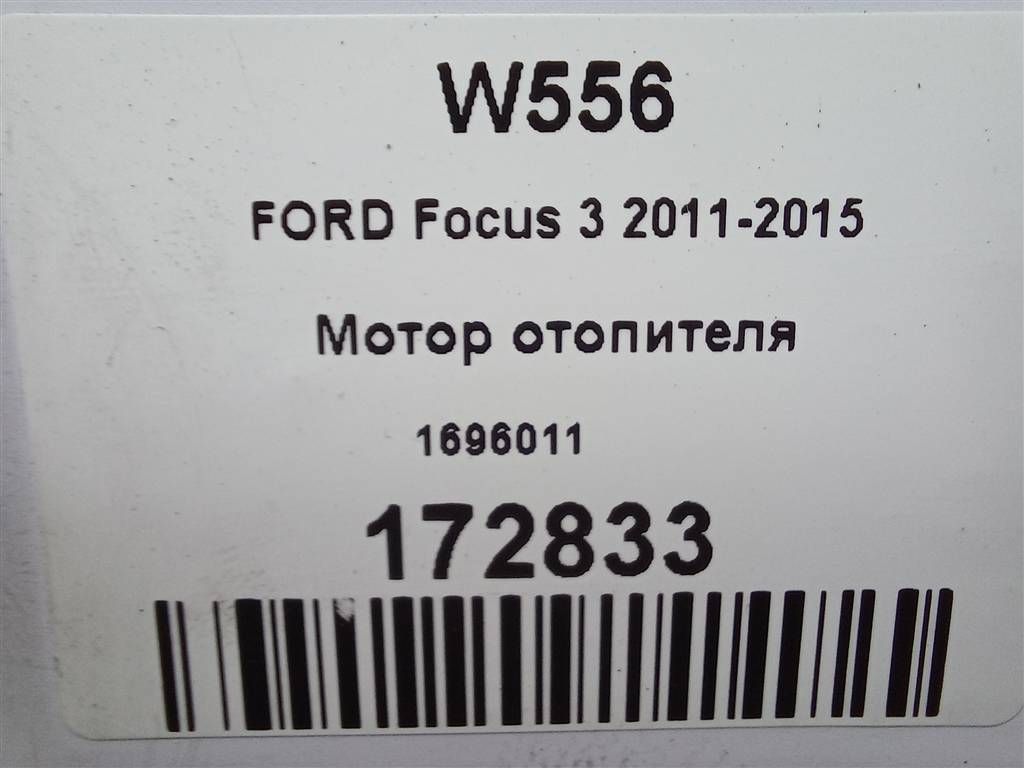 W556
FORD Focus 3 2011-2015
Мотор отопителя
1696011
172833